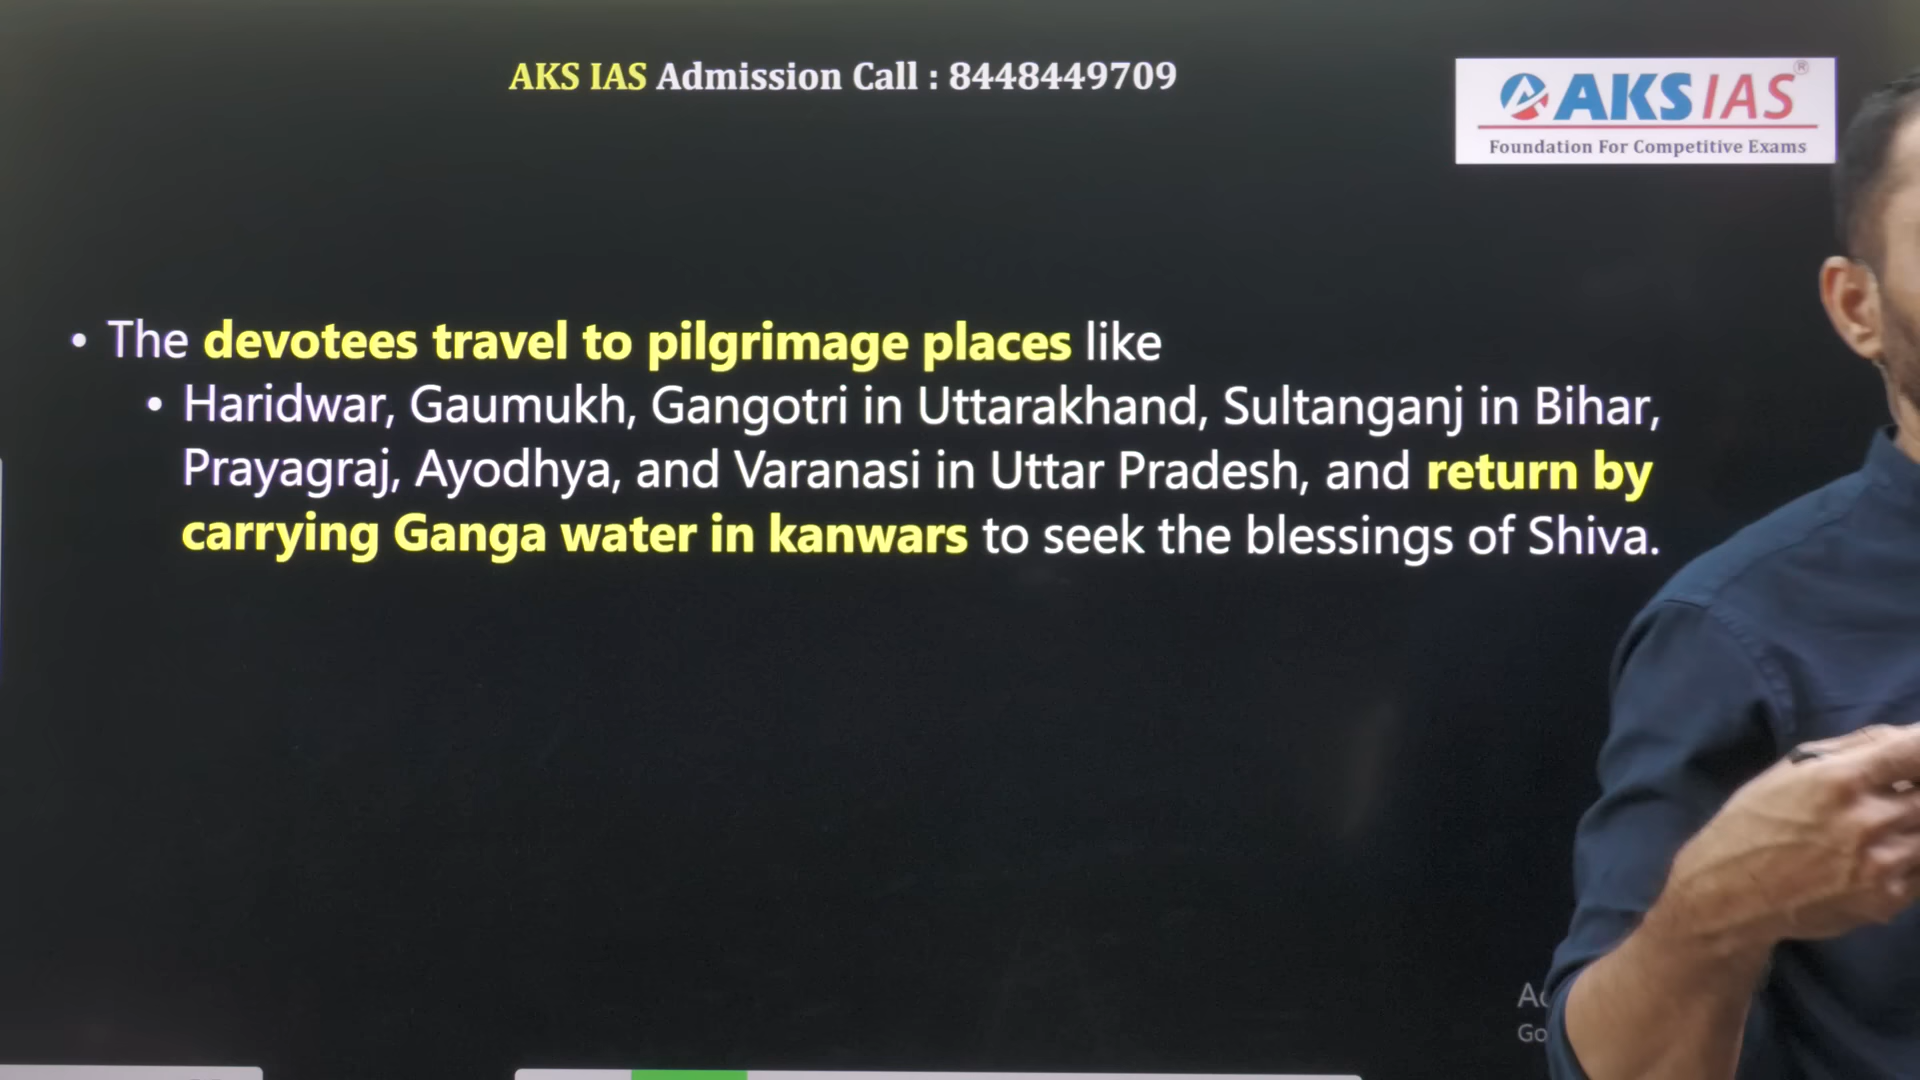 AKS IAS Admission Call : 8448449709
AKS IAS ®
Foundation For Competitive Exams
• The devotees travel to pilgrimage places like
• Haridwar, Gaumukh, Gangotri in Uttarakhand, Sultanganj in Bihar,
Prayagraj, Ayodhya, and Varanasi in Uttar Pradesh, and return by
carrying Ganga water in kanwars to seek the blessings of Shiva.